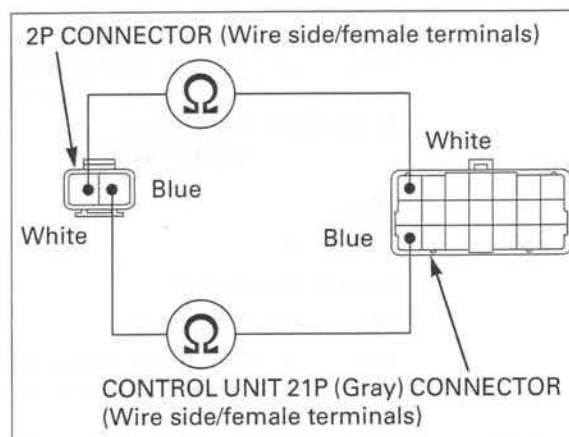 2P CONNECTOR (Wire side/female terminals)
Ω
White
Blue
White
Blue
Ω
CONTROL UNIT 21P (Gray) CONNECTOR
(Wire side/female terminals)